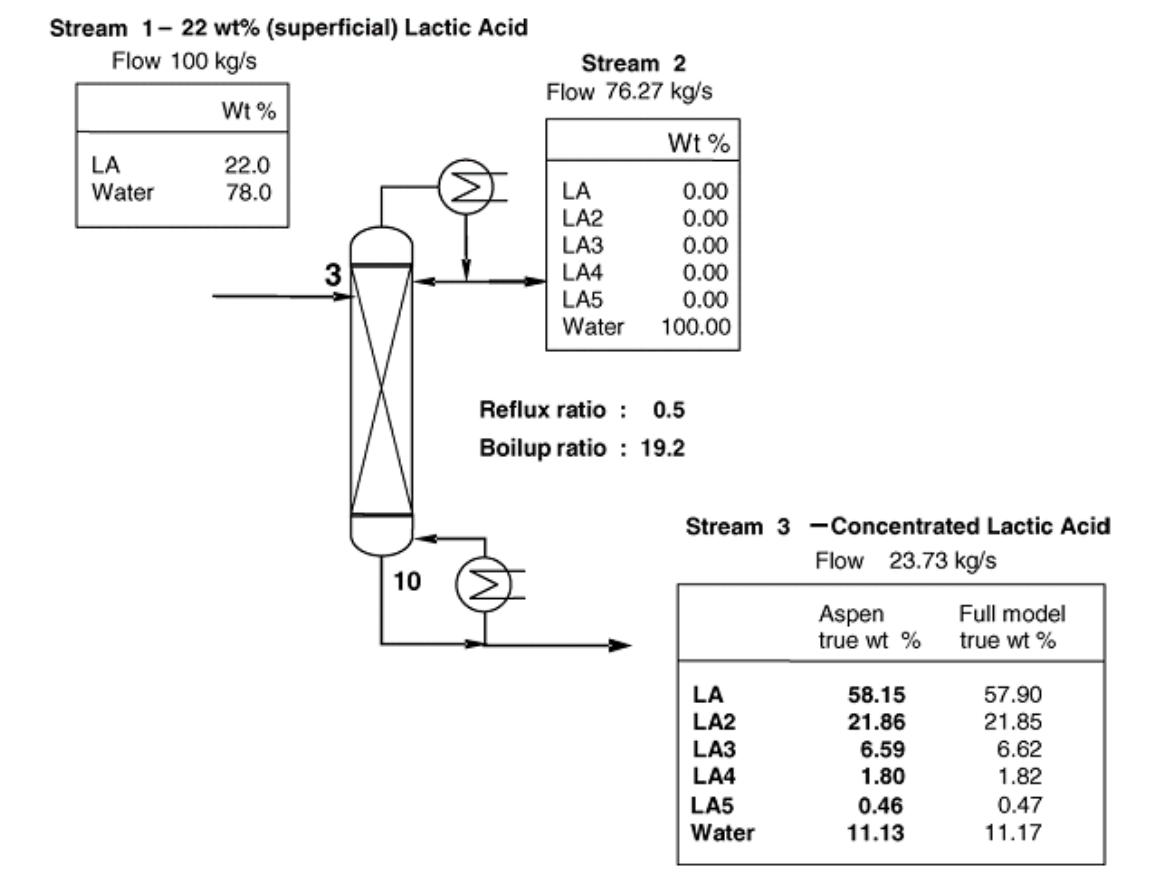 Stream 1 – 22 wt% (superficial) Lactic Acid
Flow 100 kg/s
Wt %
LA 22.0
Water 78.0
Stream 2
Flow 76.27 kg/s
Wt %
LA 0.00
LA2 0.00
LA3 0.00
LA4 0.00
LA5 0.00
Water 100.00
3
Reflux ratio : 0.5
Boilup ratio : 19.2
10
Stream 3 – Concentrated Lactic Acid
Flow 23.73 kg/s
Aspen Full model
true wt % true wt %
LA 58.15 57.90
LA2 21.86 21.85
LA3 6.59 6.62
LA4 1.80 1.82
LA5 0.46 0.47
Water 11.13 11.17